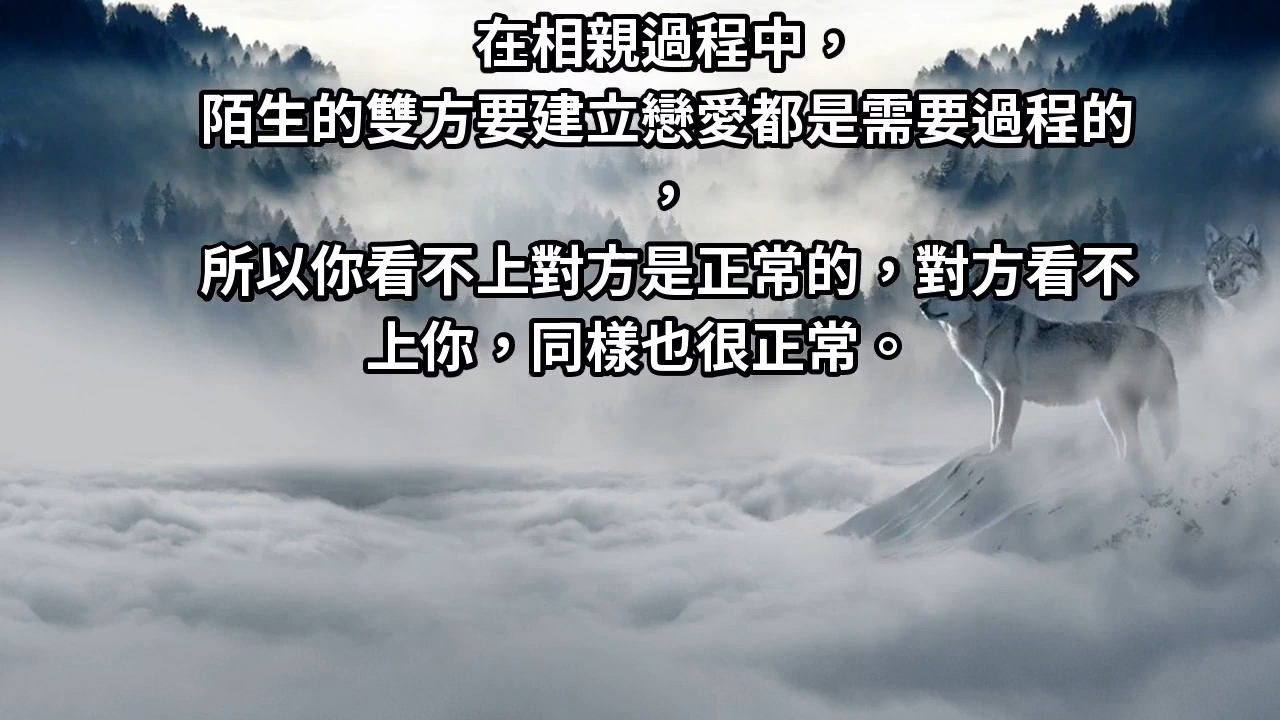 在相親過程中，
陌生的雙方要建立戀愛都是需要過程的
，
所以你看不上對方是正常的，對方看不
上你，同樣也很正常。